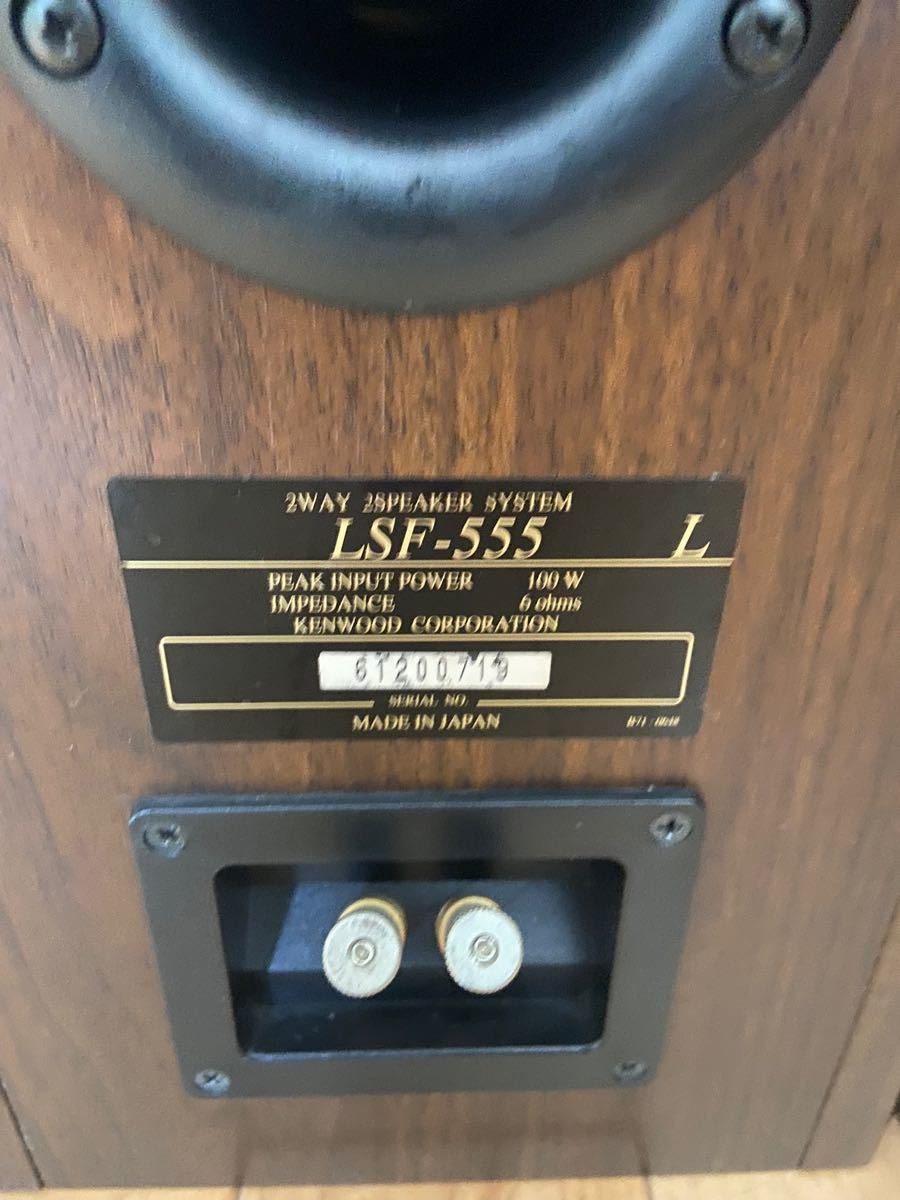 2WAY 2SPEAKER SYSTEM
LSF-555 L
PEAK INPUT POWER 100 W
IMPEDANCE 6 ohms
KENWOOD CORPORATION
61200719
SERIAL NO.
MADE IN JAPAN